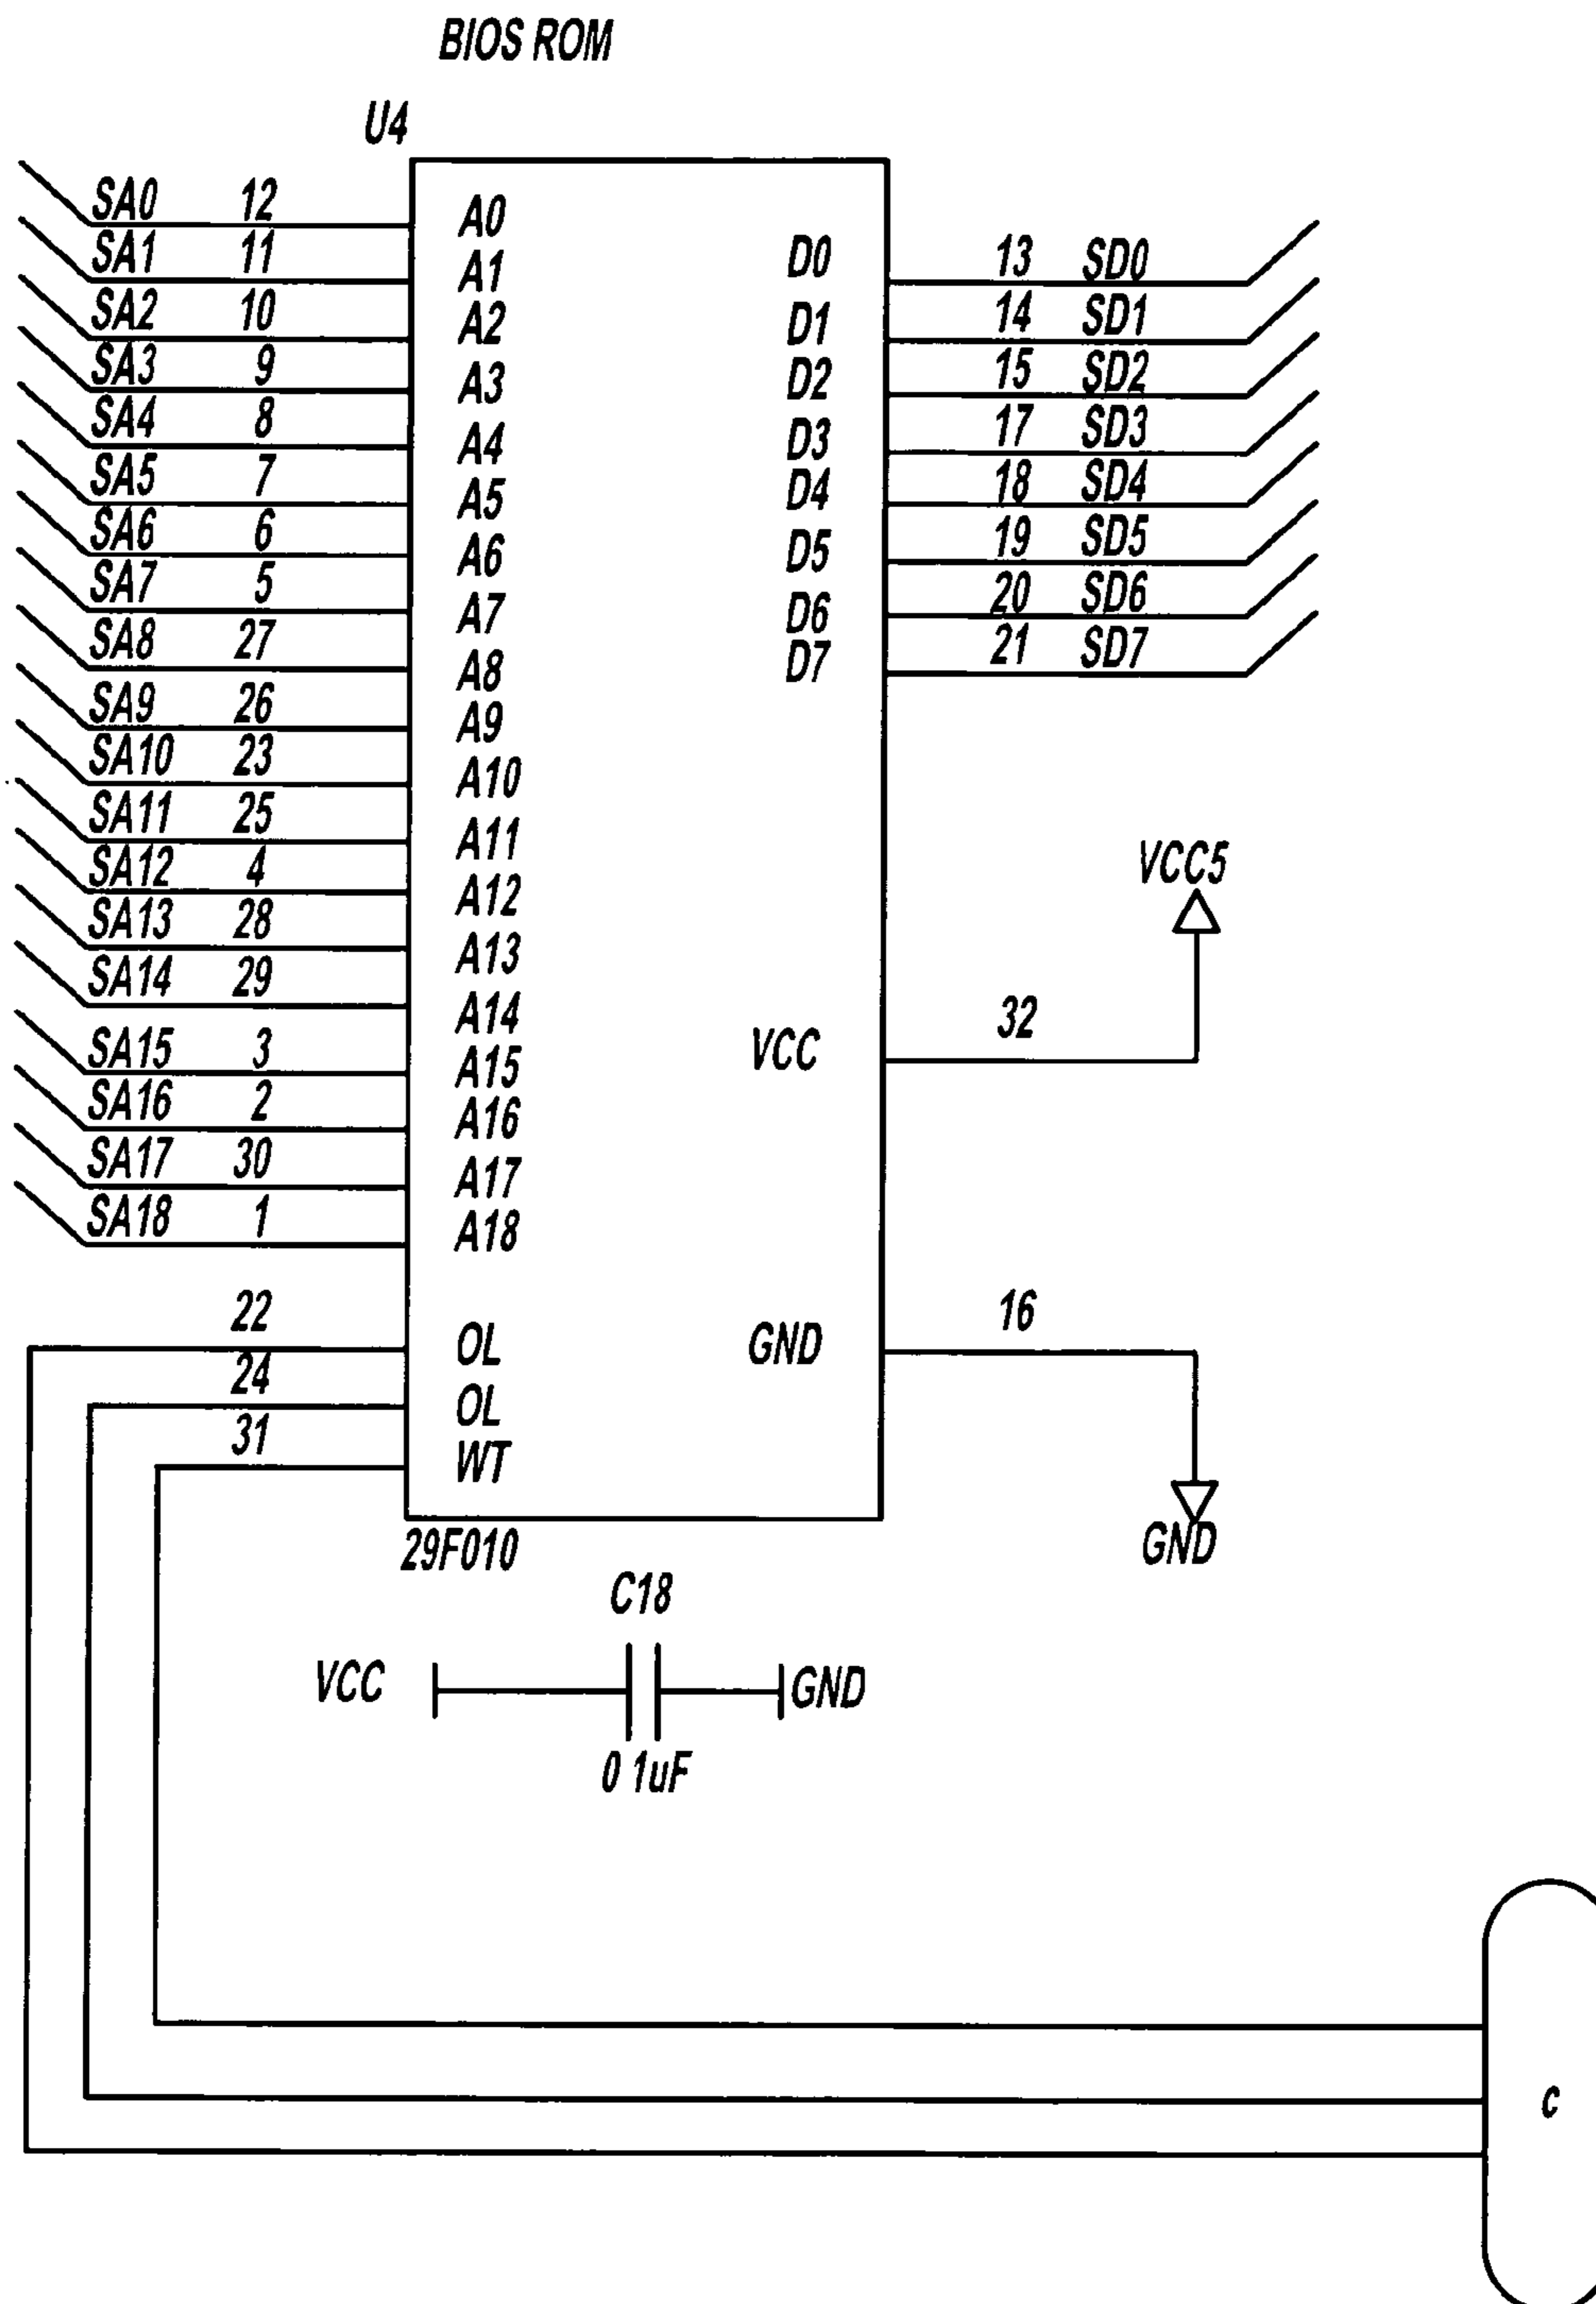 BIOS ROM
U4
SA0 12 A0
SA1 11 A1
SA2 10 A2
SA3 9 A3
SA4 8 A4
SA5 7 A5
SA6 6 A6
SA7 5 A7
SA8 27 A8
SA9 26 A9
SA10 23 A10
SA11 25 A11
SA12 4 A12
SA13 28 A13
SA14 29 A14
SA15 3 A15
SA16 2 A16
SA17 30 A17
SA18 1 A18
22 OL
24 OL
31 WT
D0 13 SD0
D1 14 SD1
D2 15 SD2
D3 17 SD3
D4 18 SD4
D5 19 SD5
D6 20 SD6
D7 21 SD7
VCC5
VCC 32
GND 16
GND
29F010
C18
VCC GND
0 1uF
c